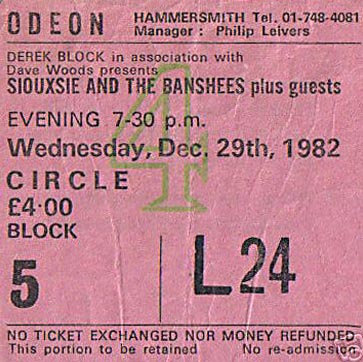 ODEON HAMMERSMITH Tel. 01-748-4081
Manager : Philip Leivers
DEREK BLOCK in association with
Dave Woods presents
SIOUXSIE AND THE BANSHEES plus guests
EVENING 7-30 p.m.
Wednesday, Dec. 29th, 1982
CIRCLE
£4·00
4
BLOCK
5 L24
NO TICKET EXCHANGED NOR MONEY REFUNDED
This portion to be retained No re-admission